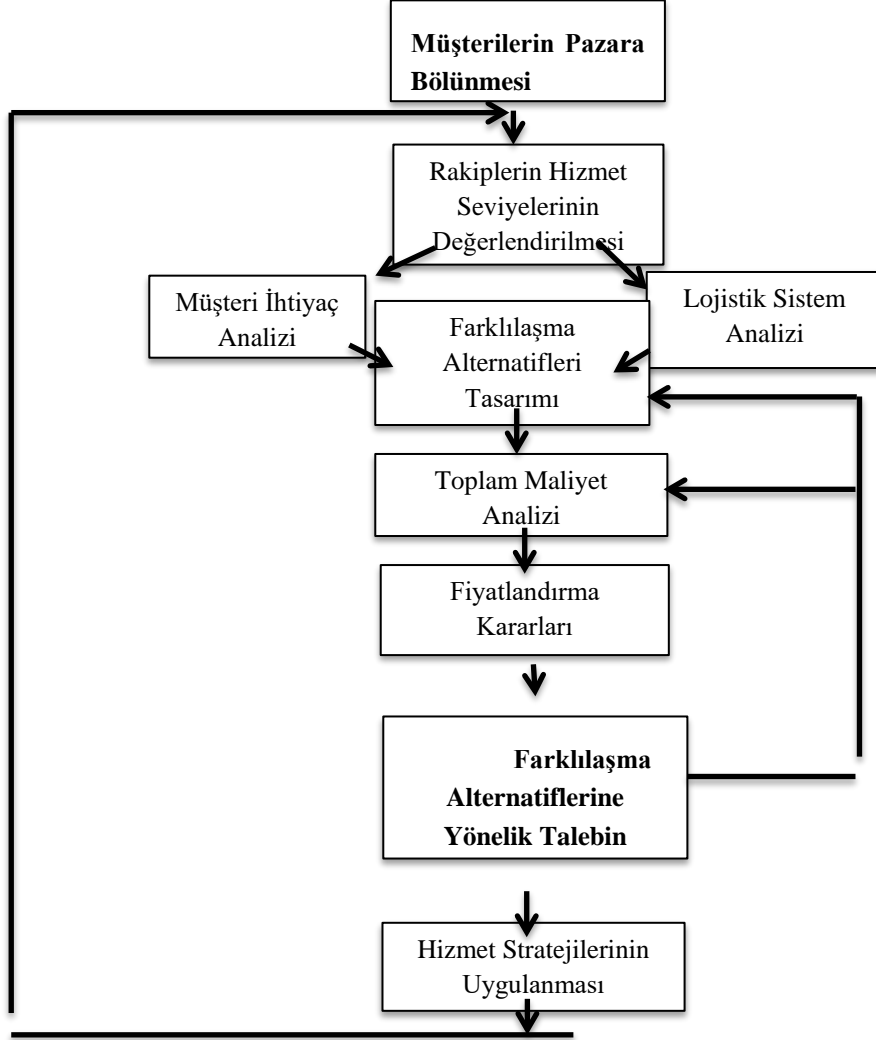 Müşterilerin Pazara
Bölünmesi
Rakiplerin Hizmet
Seviyelerinin
Değerlendirilmesi
Müşteri İhtiyaç
Analizi
Lojistik Sistem
Analizi
Farklılaşma
Alternatifleri
Tasarımı
Toplam Maliyet
Analizi
Fiyatlandırma
Kararları
Farklılaşma
Alternatiflerine
Yönelik Talebin
Hizmet Stratejilerinin
Uygulanması